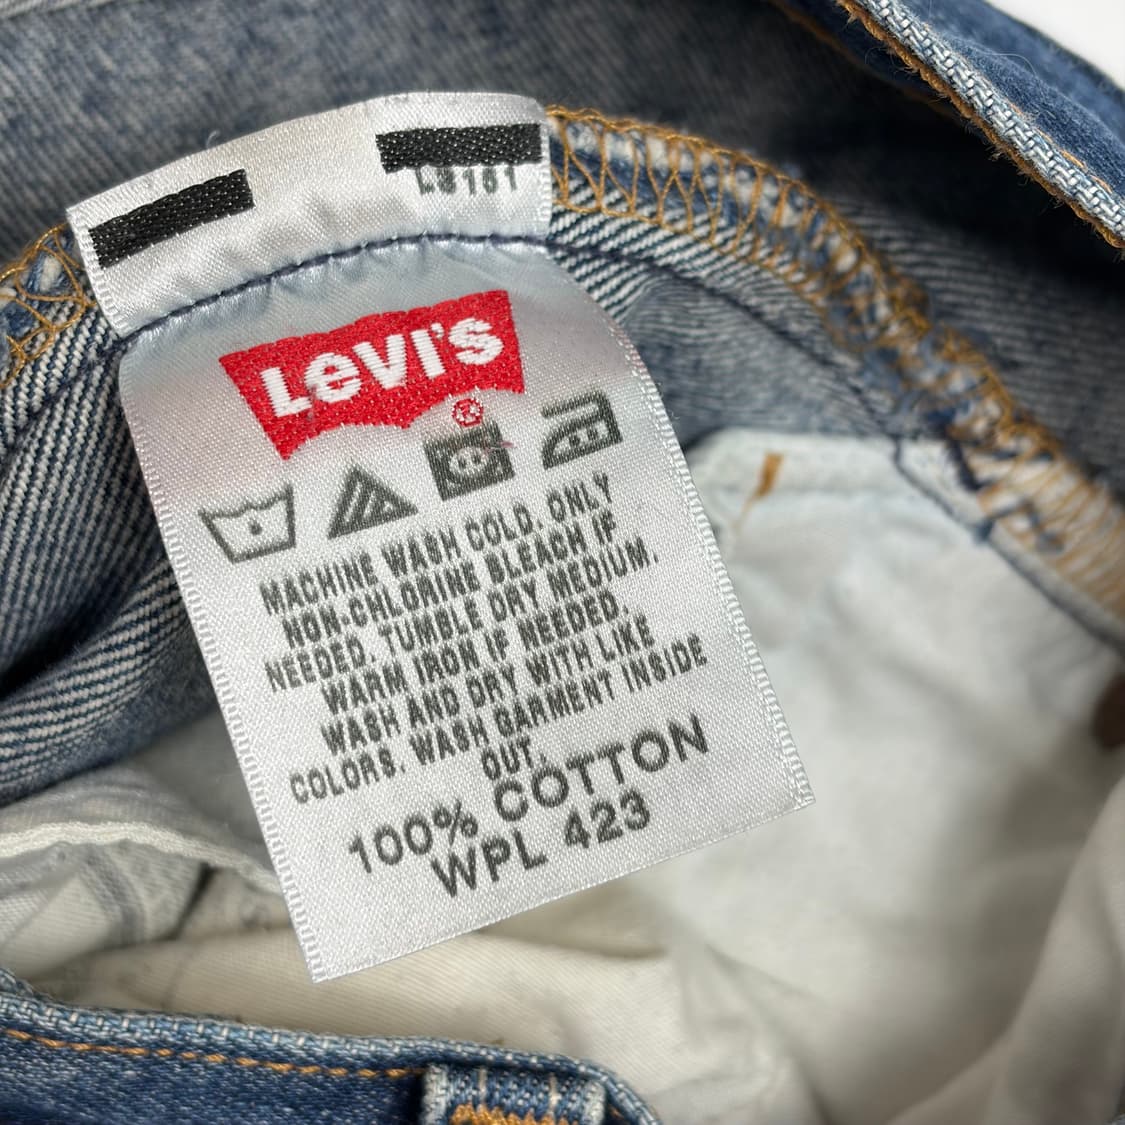 L8181
LEVI'S
®
MACHINE WASH COLD. ONLY
NON-CHLORINE BLEACH IF
NEEDED. TUMBLE DRY MEDIUM.
WARM IRON IF NEEDED.
WASH AND DRY WITH LIKE
COLORS. WASH GARMENT INSIDE
OUT.
100% COTTON
WPL 423